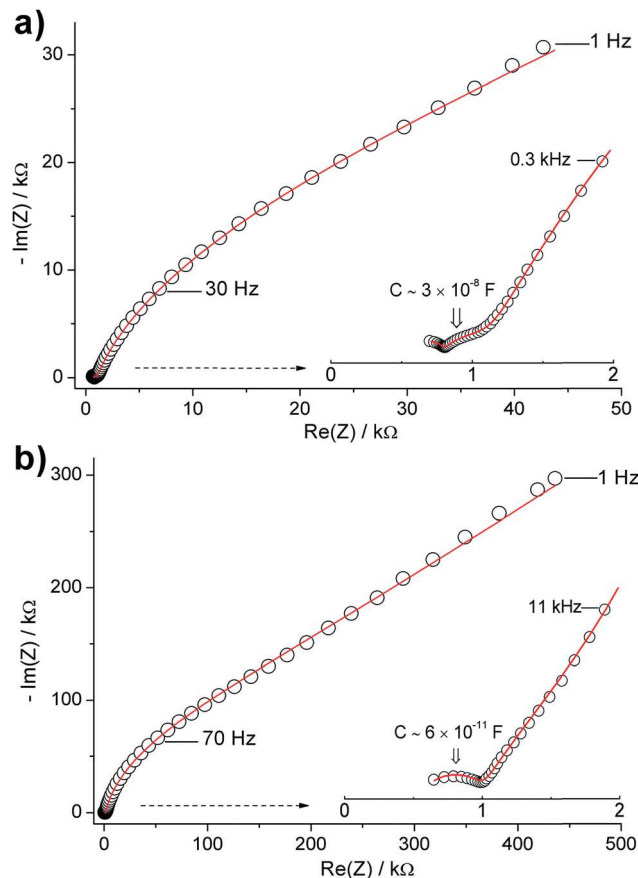 a)
30
20
10
0
- Im(Z) / kΩ
1 Hz
0.3 kHz
30 Hz
C ~ 3 × 10⁻⁸ F
⇓
0 1 2
0 10 20 30 40 50
Re(Z) / kΩ
b)
300
200
100
0
- Im(Z) / kΩ
1 Hz
11 kHz
70 Hz
C ~ 6 × 10⁻¹¹ F
⇓
0 1 2
0 100 200 300 400 500
Re(Z) / kΩ